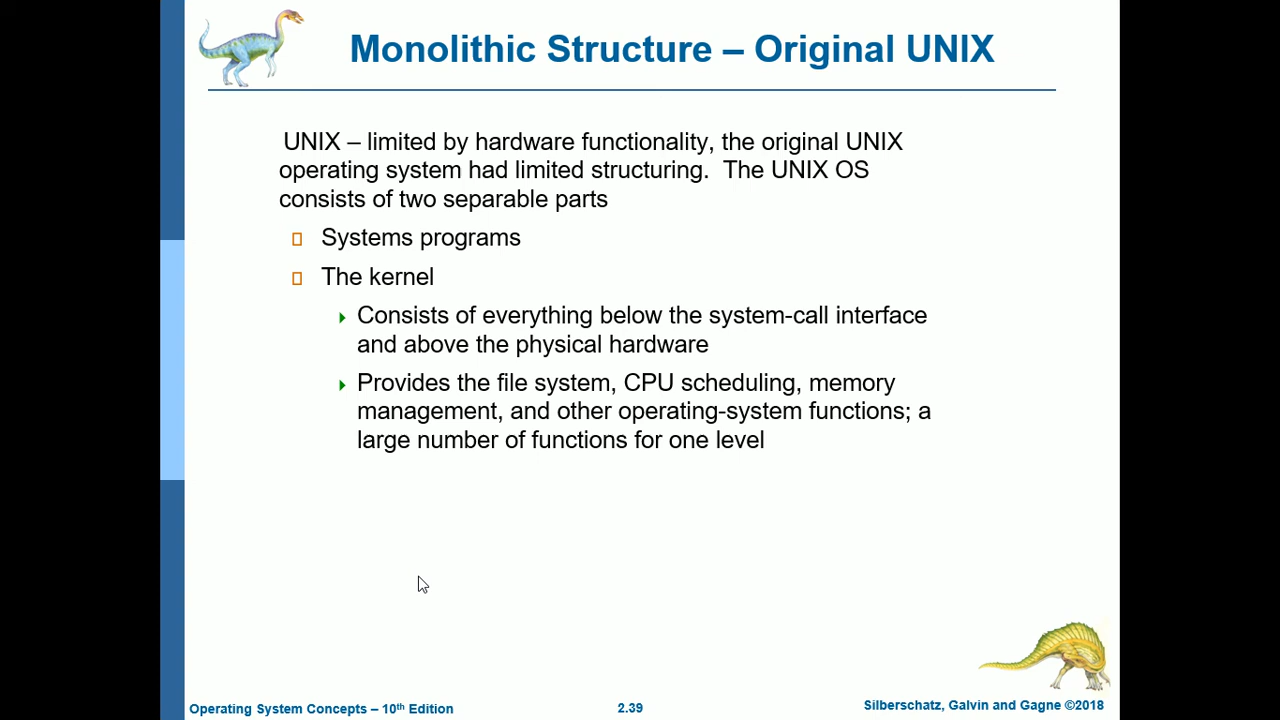 Monolithic Structure – Original UNIX
UNIX – limited by hardware functionality, the original UNIX
operating system had limited structuring. The UNIX OS
consists of two separable parts
Systems programs
The kernel
Consists of everything below the system-call interface
and above the physical hardware
Provides the file system, CPU scheduling, memory
management, and other operating-system functions; a
large number of functions for one level
Operating System Concepts – 10th Edition
2.39
Silberschatz, Galvin and Gagne ©2018